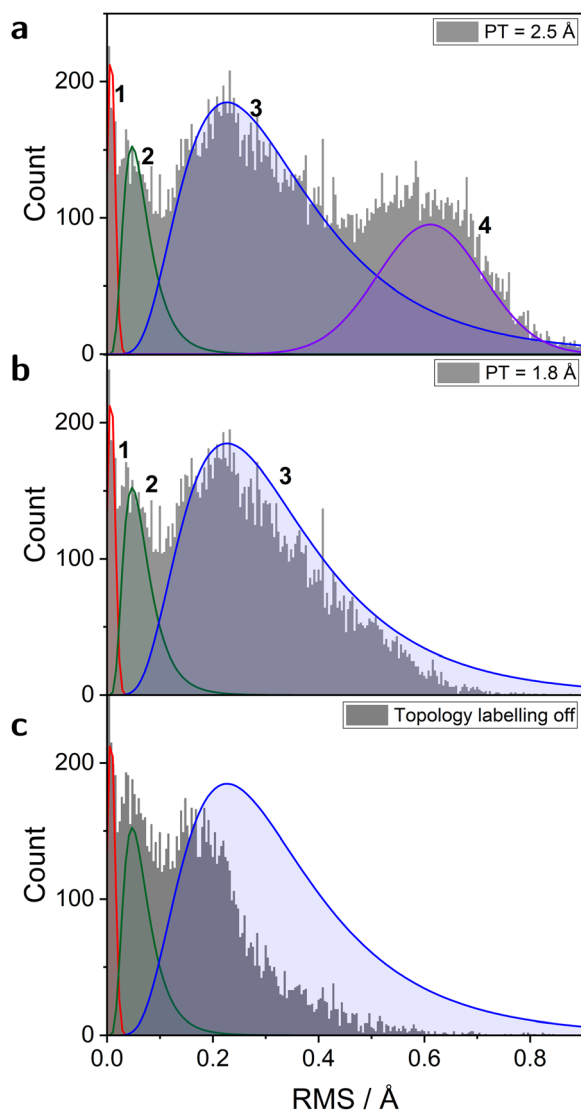 a
PT = 2.5 Å
1
2
3
4
Count
200
100
0
b
PT = 1.8 Å
1
2
3
Count
200
100
0
c
Topology labelling off
Count
200
100
0
0.0 0.2 0.4 0.6 0.8
RMS / Å